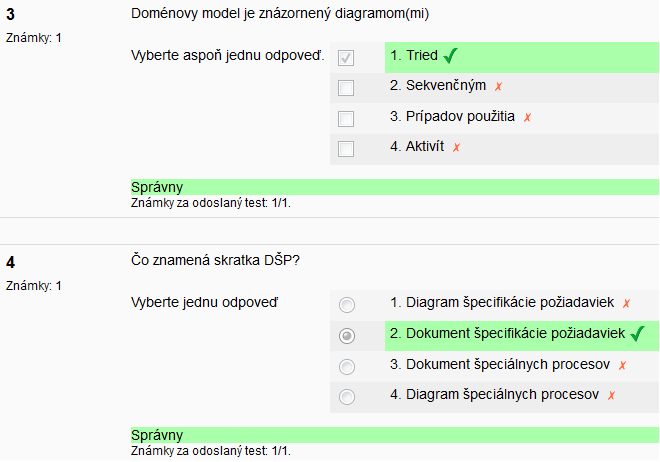 3
Doménovy model je znázornený diagramom(mi)
Známky: 1
Vyberte aspoň jednu odpoveď.
1. Tried
2. Sekvenčným
3. Prípadov použitia
4. Aktivít
Správny
Známky za odoslaný test: 1/1.
4
Čo znamená skratka DŠP?
Známky: 1
Vyberte jednu odpoveď
1. Diagram špecifikácie požiadaviek
2. Dokument špecifikácie požiadaviek
3. Dokument špeciálnych procesov
4. Diagram špeciálnych procesov
Správny
Známky za odoslaný test: 1/1.